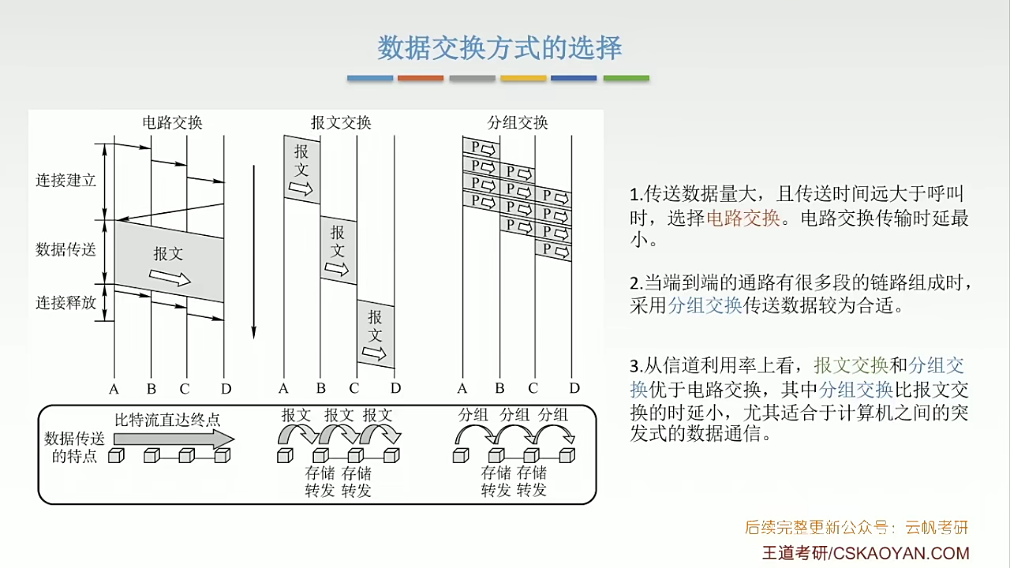 数据交换方式的选择
电路交换
报文交换
分组交换
连接建立
数据传送
连接释放
报文
报
文
报
文
报
文
P
P
P
P
P
P
P
P
P
P
P
P
A B C D
A B C D
A B C D
数据传送
的特点
比特流直达终点
报文 报文 报文
存储 存储
转发 转发
分组 分组 分组
存储 存储
转发 转发
1.传送数据量大，且传送时间远大于呼叫
时，选择电路交换。电路交换传输时延最
小。
2.当端到端的通路有很多段的链路组成时，
采用分组交换传送数据较为合适。
3.从信道利用率上看，报文交换和分组交
换优于电路交换，其中分组交换比报文交
换的时延小，尤其适合于计算机之间的突
发式的数据通信。
后续完整更新公众号：云帆考研
王道考研/CSKAOYAN.COM